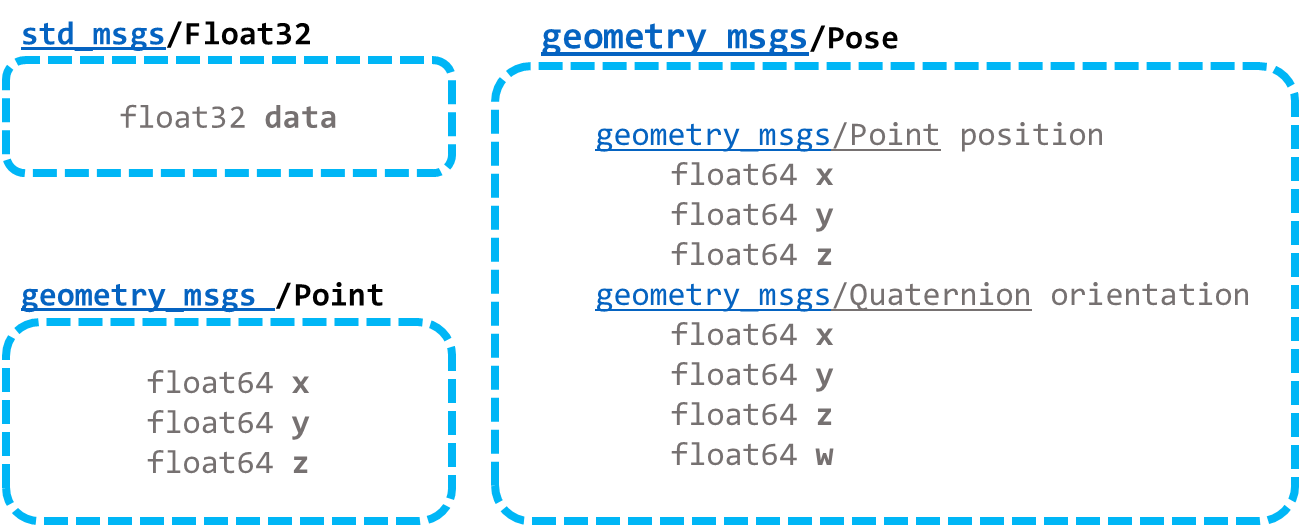 std_msgs/Float32
float32 data
geometry_msgs /Point
float64 x
float64 y
float64 z
geometry_msgs/Pose
geometry_msgs/Point position
float64 x
float64 y
float64 z
geometry_msgs/Quaternion orientation
float64 x
float64 y
float64 z
float64 w